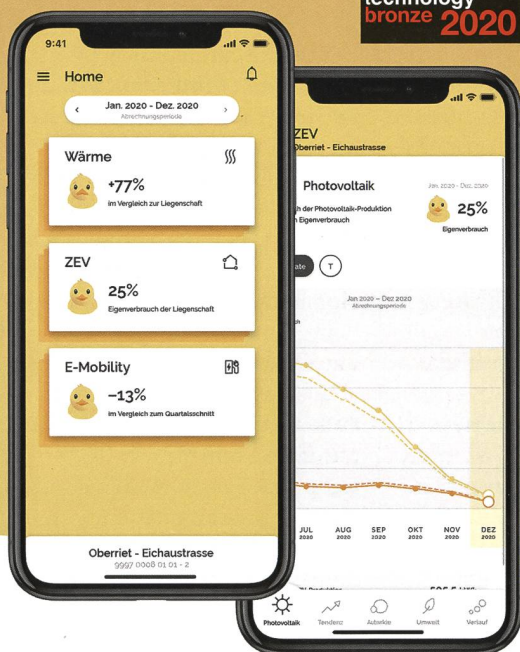 technology
bronze 2020
9:41
Home
Jan. 2020 - Dez. 2020
Abrechnungsperiode
Wärme
+77%
im Vergleich zur Liegenschaft
ZEV
25%
Eigenverbrauch der Liegenschaft
E-Mobility
-13%
im Vergleich zum Quartalsschnitt
Oberriet - Eichaustrasse
9997 0008 01 01 - 2
ZEV
Oberriet - Eichaustrasse
Photovoltaik
Jan. 2020 - Dez. 2020
25%
Eigenverbrauch
der Photovoltaik-Produktion
Eigenverbrauch
T
Jan 2020 – Dez 2020
Abrechnungsperiode
JUL AUG SEP OKT NOV DEZ
2020 2020 2020 2020 2020 2020
Photovoltaik Tendenz Autarkie Umwelt Verlauf